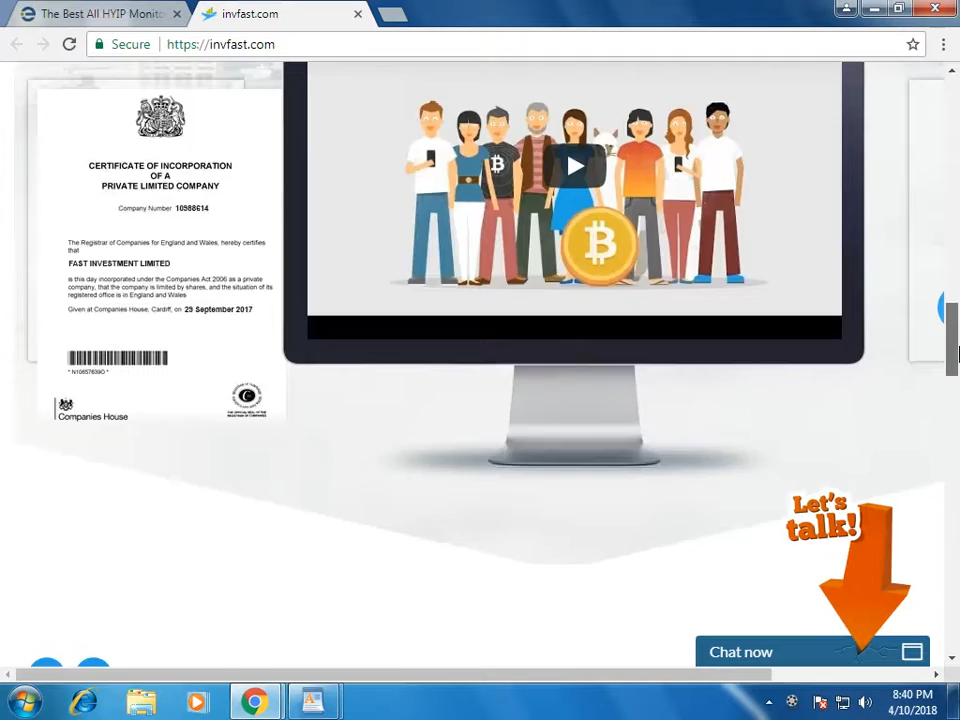 The Best All HYIP Monito
invfast.com
Secure
https://invfast.com
CERTIFICATE OF INCORPORATION
OF A
PRIVATE LIMITED COMPANY
Company Number 10988614
The Registrar of Companies for England and Wales, hereby certifies
that
FAST INVESTMENT LIMITED
is this day incorporated under the Companies Act 2006 as a private
company, that the company is limited by shares, and the situation of its
registered office is in England and Wales
Given at Companies House, Cardiff, on 29 September 2017
* N10657639O *
Companies House
Let's
talk!
Chat now
8:40 PM
4/10/2018